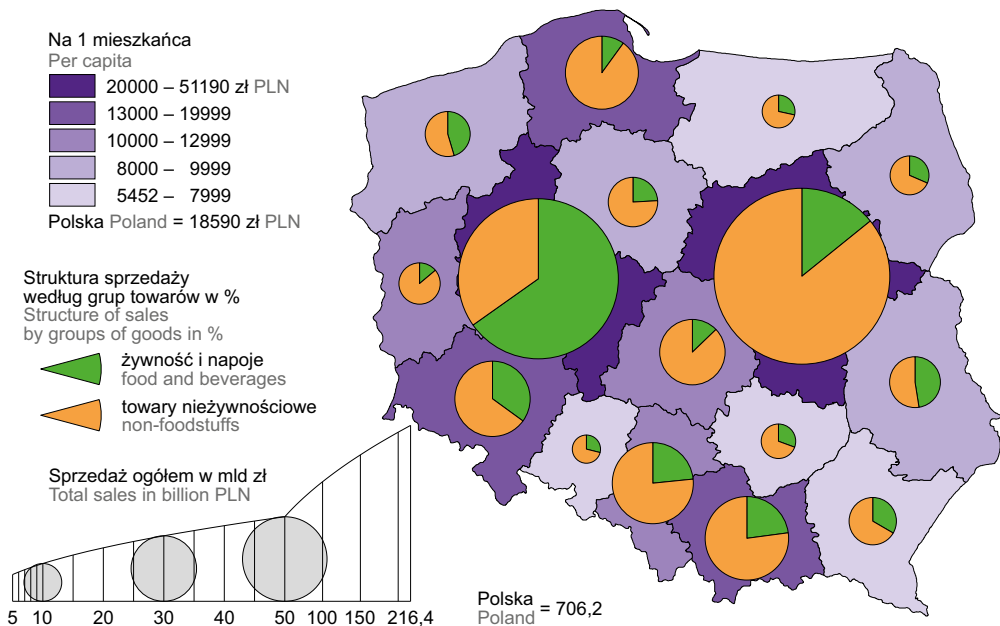 Na 1 mieszkańca
Per capita
20000 – 51190 zł PLN
13000 – 19999
10000 – 12999
8000 – 9999
5452 – 7999
Polska Poland = 18590 zł PLN
Struktura sprzedaży
według grup towarów w %
Structure of sales
by groups of goods in %
żywność i napoje
food and beverages
towary nieżywnościowe
non-foodstuffs
Sprzedaż ogółem w mld zł
Total sales in billion PLN
5 10 20 30 40 50 100 150 216,4
Polska
Poland = 706,2